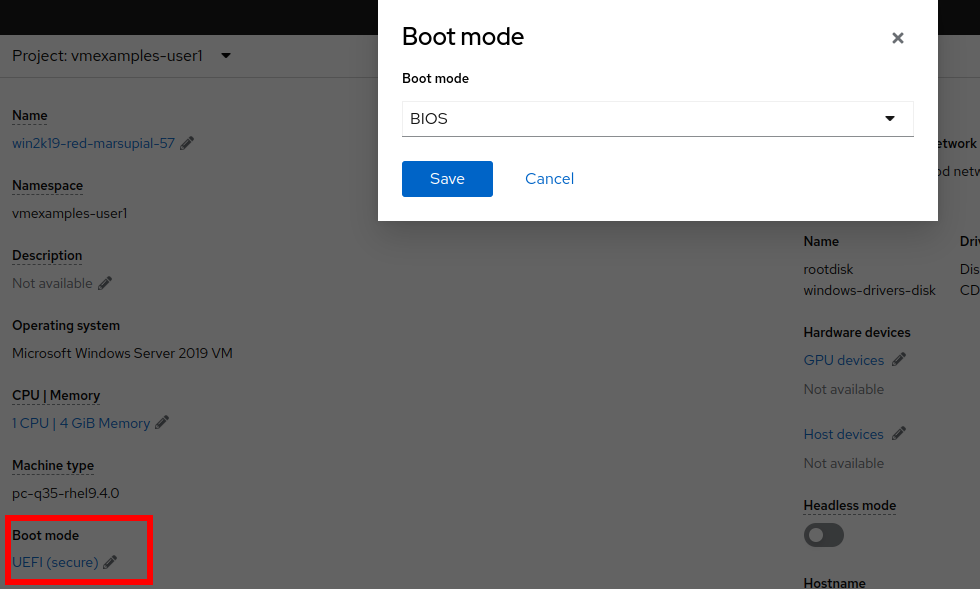 Project: vmexamples-user1
Boot mode
Boot mode
BIOS
Save
Cancel
Name
win2k19-red-marsupial-57
Namespace
vmexamples-user1
Description
Not available
Operating system
Microsoft Windows Server 2019 VM
CPU | Memory
1 CPU | 4 GiB Memory
Machine type
pc-q35-rhel9.4.0
Boot mode
UEFI (secure)
etwork
od netw
Name
Dri
rootdisk
Dis
windows-drivers-disk
CD
Hardware devices
GPU devices
Not available
Host devices
Not available
Headless mode
Hostname